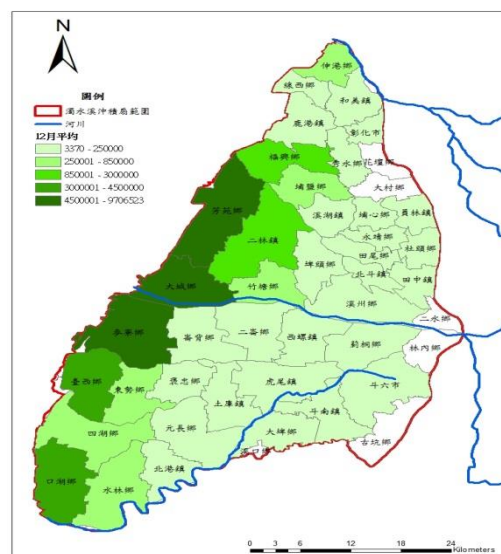 N
圖例
濁水溪沖積扇範圍
河川
12月平均
3370 - 250000
250001 - 850000
850001 - 3000000
3000001 - 4500000
4500001 - 9706523
伸港鄉
線西鄉
和美鎮
鹿港鎮
彰化市
福興鄉
秀水鄉
花壇鄉
芳苑鄉
埔鹽鄉
大村鄉
溪湖鎮
埔心鄉
員林鎮
二林鎮
永靖鄉
社頭鄉
埤頭鄉
田尾鄉
北斗鎮
田中鎮
大城鄉
竹塘鄉
溪州鄉
二水鄉
麥寮鄉
崙背鄉
二崙鄉
西螺鎮
莿桐鄉
林內鄉
臺西鄉
東勢鄉
褒忠鄉
虎尾鎮
斗六市
土庫鎮
斗南鎮
四湖鄉
元長鄉
大埤鄉
古坑鄉
北港鎮
溪口鄉
口湖鄉
水林鄉
0 3 6 12 18 24
Kilometers